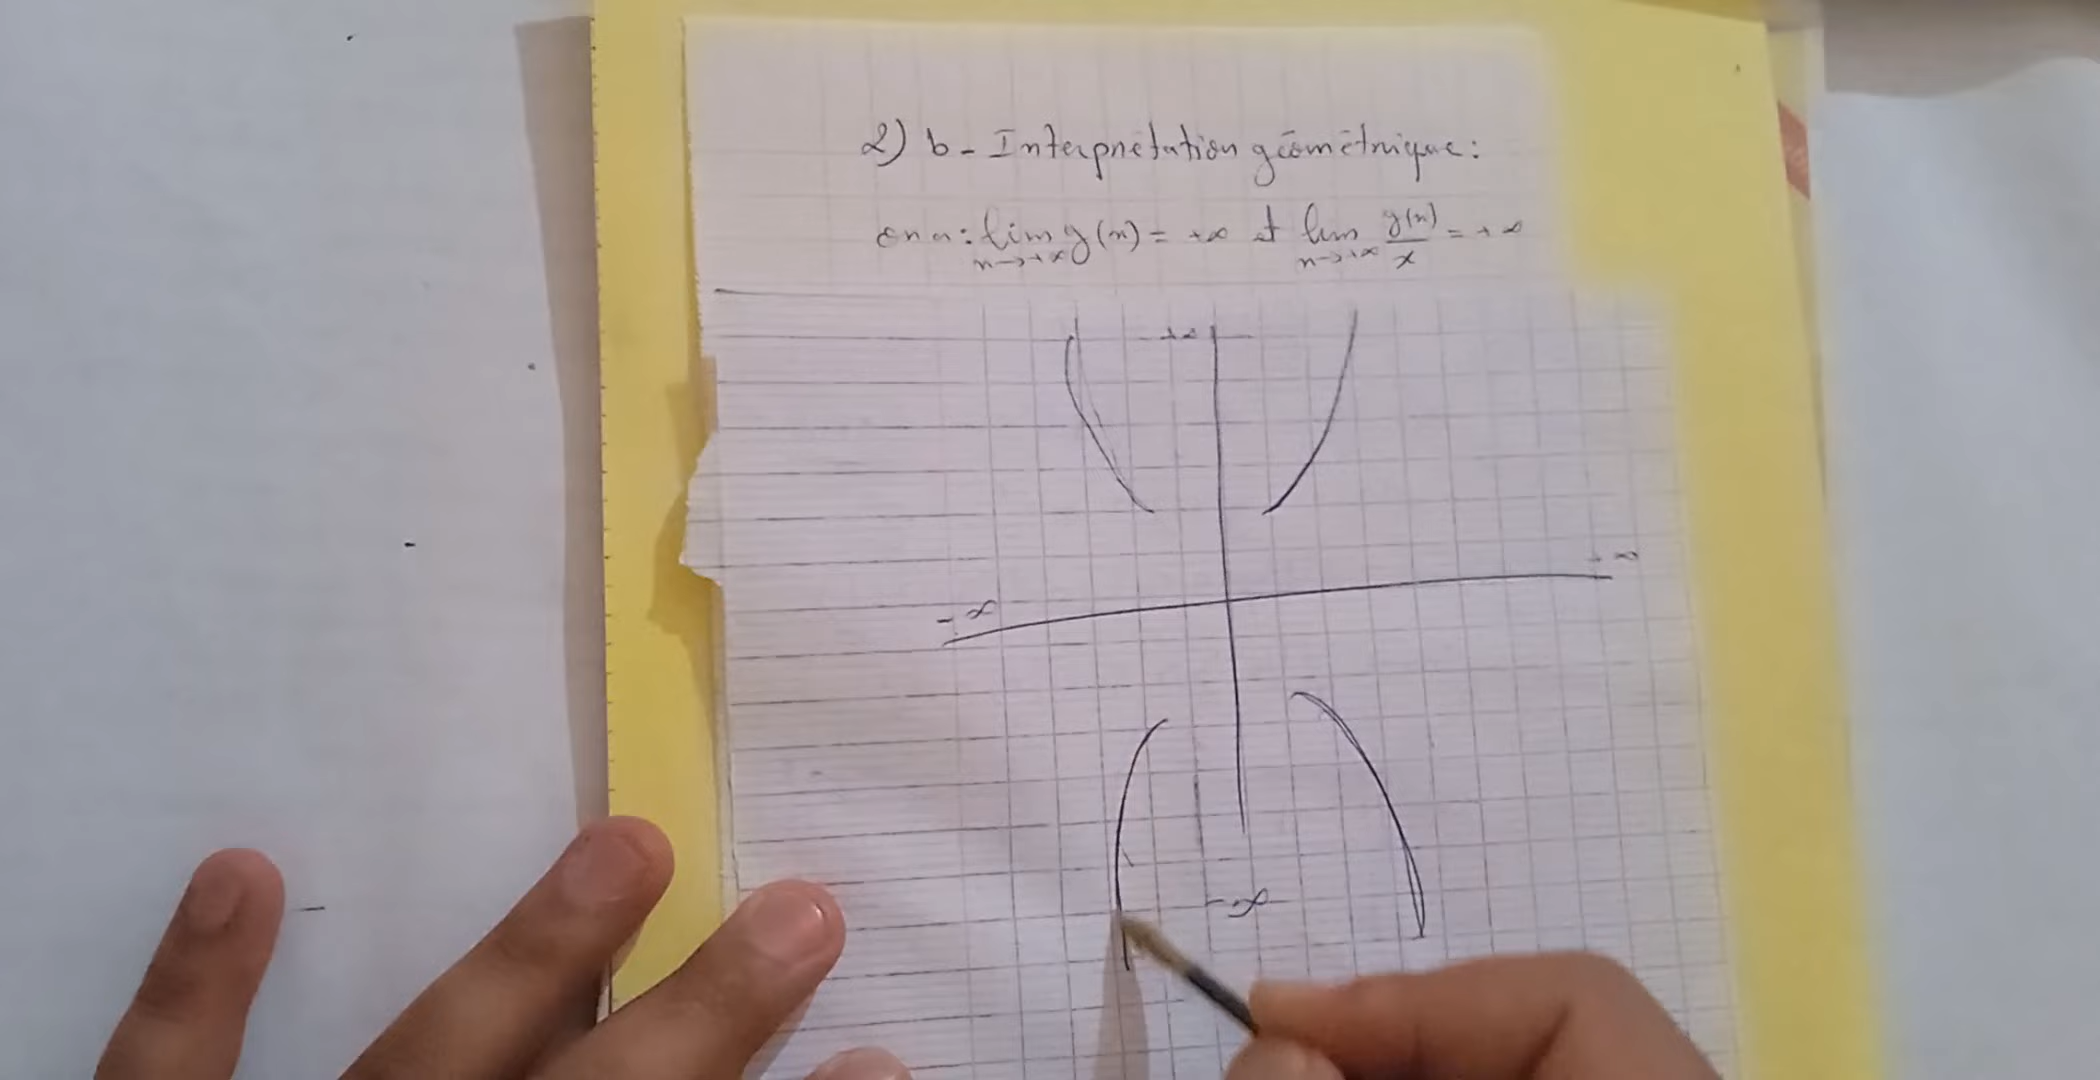 2) b - Interprétation géométrique :
on a : lim g(x) = +∞ et lim g(x)/x = +∞
x→+∞ x→+∞
+∞
+∞
-∞
-∞